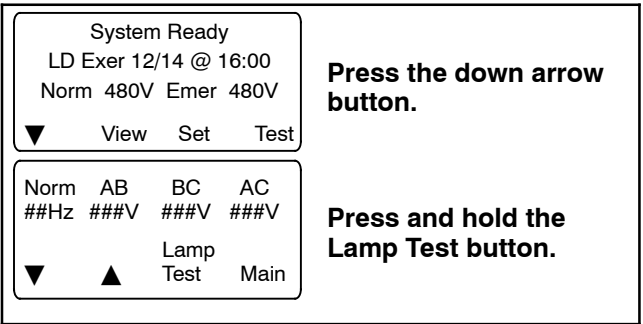 System Ready
LD Exer 12/14 @ 16:00
Norm 480V Emer 480V
▼ View Set Test
Press the down arrow
button.
Norm AB BC AC
##Hz ###V ###V ###V
Lamp
▼ ▲ Test Main
Press and hold the
Lamp Test button.